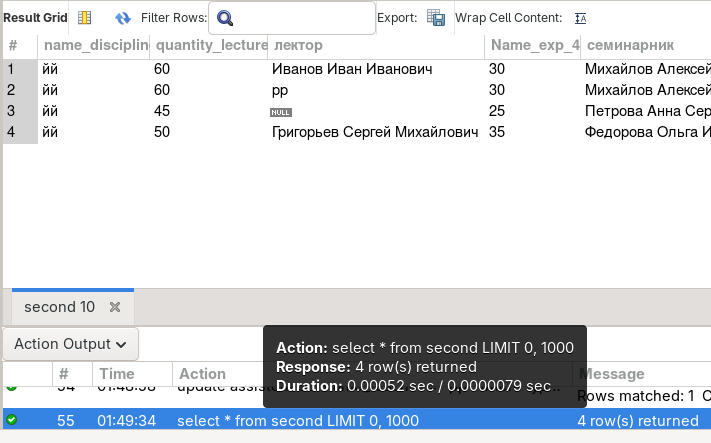 Result Grid Filter Rows: Export: Wrap Cell Content: IA
# name_disciplin quantity_lecture лектор Name_exp_4 семинарник
1 йй 60 Иванов Иван Иванович 30 Михайлов Алексей
2 йй 60 pp 30 Михайлов Алексей
3 йй 45 NULL 25 Петрова Анна Сер
4 йй 50 Григорьев Сергей Михайлович 35 Федорова Ольга И
second 10
Action Output
Action: select * from second LIMIT 0, 1000
Response: 4 row(s) returned
Duration: 0.00052 sec / 0.0000079 sec
# Time Action Message
54 01:48:58 update assist
Rows matched: 1 C
55 01:49:34 select * from second LIMIT 0, 1000 4 row(s) returned